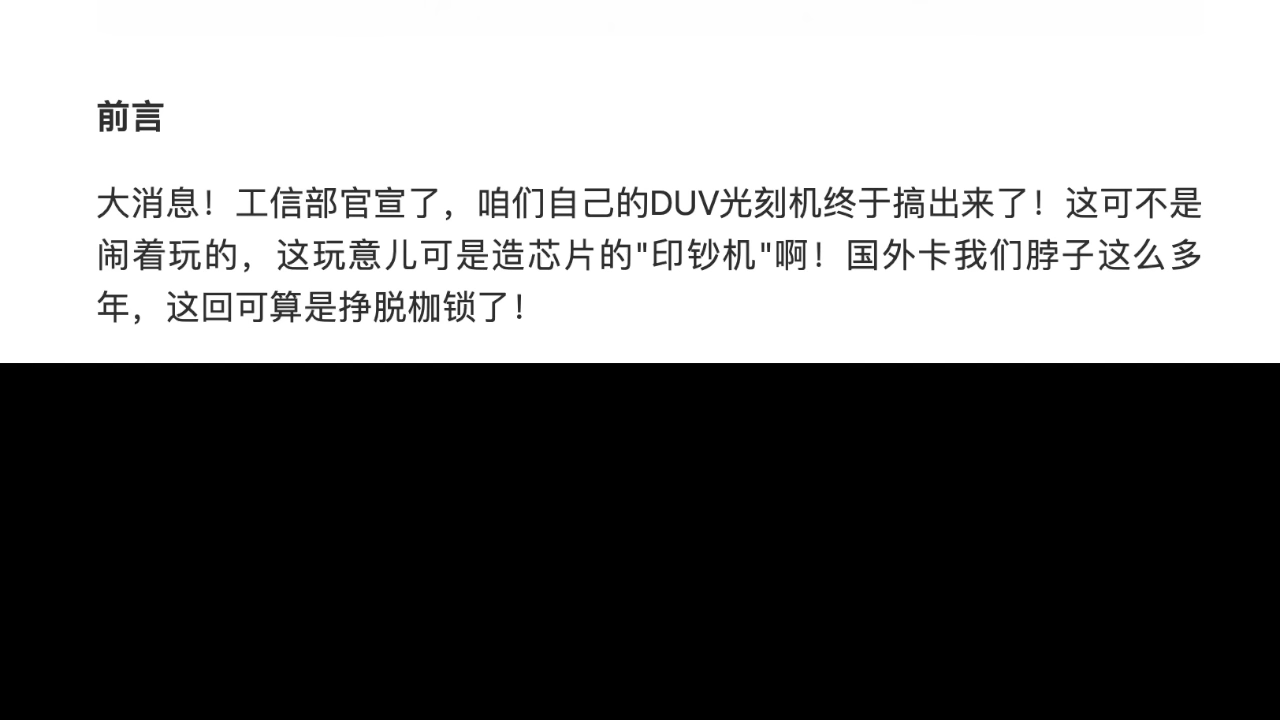 前言
大消息！工信部官宣了，咱们自己的DUV光刻机终于搞出来了！这可不是
闹着玩的，这玩意儿可是造芯片的"印钞机"啊！国外卡我们脖子这么多
年，这回可算是挣脱枷锁了！